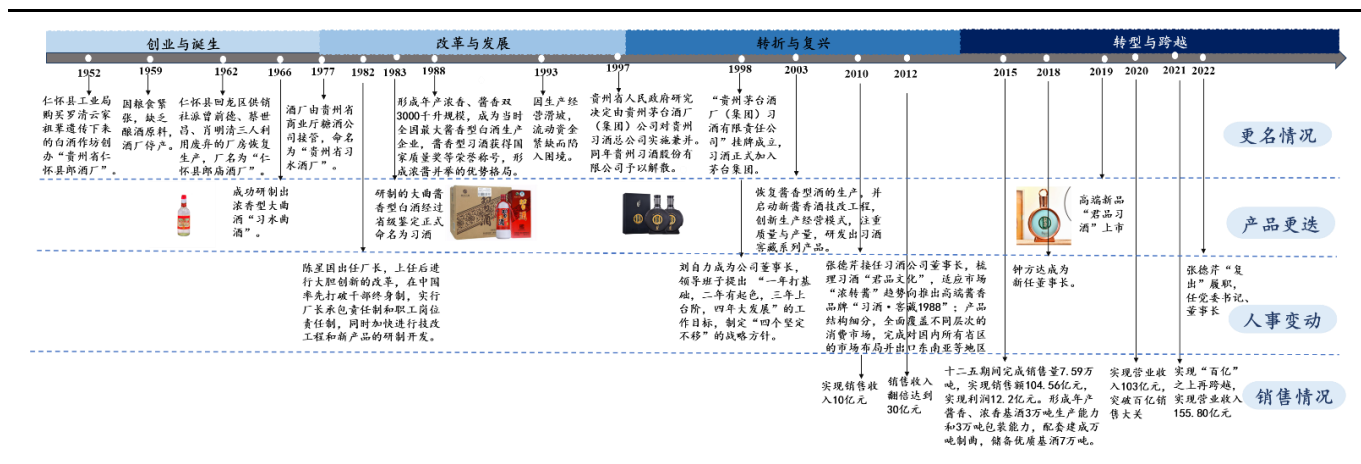 创业与诞生
改革与发展
转折与复兴
转型与跨越
1952
1959
1962
1966
1977
1982
1983
1988
1993
1997
1998
2003
2010
2012
2015
2018
2019
2020
2021
2022
仁怀县工业局
购买罗清云家
祖辈遗传下来
的白酒作坊创
办“贵州省仁
怀县郎酒厂”。
因粮食紧
张，缺乏
酿酒原料，
酒厂停产。
仁怀县回龙区供销
社派曾前德、蔡世
昌、肖明清三人利
用废弃的厂房恢复
生产，厂名为“仁
怀县郎庙酒厂”。
酒厂由贵州省
商业厅糖酒公
司接管，命名
为“贵州省习
水酒厂”。
形成年产浓香、酱香双
3000千升规模，成为当时
全国最大酱香型白酒生产
企业，酱香型习酒获得国
家质量奖等荣誉称号，形
成浓酱并举的优势格局。
因生产经
营滑坡，
流动资金
紧缺而陷
入困境。
贵州省人民政府研究
决定由贵州茅台酒厂
（集团）公司对贵州
习酒总公司实施兼并。
同年贵州习酒股份有
限公司予以解散。
“贵州茅台酒
厂（集团）习
酒有限责任公
司”挂牌成立，
习酒正式加入
茅台集团。
更名情况
成功研制出
浓香型大曲
酒“习水曲
酒”。
研制的大曲酱
香型白酒经过
省级鉴定正式
命名为习酒
恢复酱香型酒的生产，并
启动新酱香酒技改工程，
创新生产经营模式，注重
质量与产量，研发出习酒
窖藏系列产品。
高端新品
“君品习
酒”上市
产品更迭
陈星国出任厂长，上任后进
行大胆创新的改革，在中国
率先打破干部终身制，实行
厂长承包责任制和职工岗位
责任制，同时加快进行技改
工程和新产品的研制开发。
刘自力成为公司董事长，
领导班子提出 “一年打基
础，二年有起色，三年上
台阶，四年大发展”的工
作目标，制定“四个坚定
不移”的战略方针。
张德芹接任习酒公司董事长，梳
理习酒“君品文化”，适应市场
“浓转酱”趋势向推出高端酱香
品牌“习酒·窖藏1988”；产品
结构细分，全面覆盖不同层次的
消费市场，完成对国内所有省区
的市场布局并出口东南亚等地区
钟方达成为
新任董事长。
张德芹“复
出”履职，
任党委书记、
董事长
人事变动
实现销售收
入10亿元
销售收入
翻倍达到
30亿元
十二五期间完成销售量7.59万
吨，实现销售额104.56亿元，
实现利润12.2亿元。形成年产
酱香、浓香基酒3万吨生产能力
和3万吨包装能力，配套建成万
吨制曲，储备优质基酒7万吨。
实现营业收
入103亿元，
突破百亿销
售大关
实现“百亿”
之上再跨越，
实现营业收入
155.80亿元
销售情况